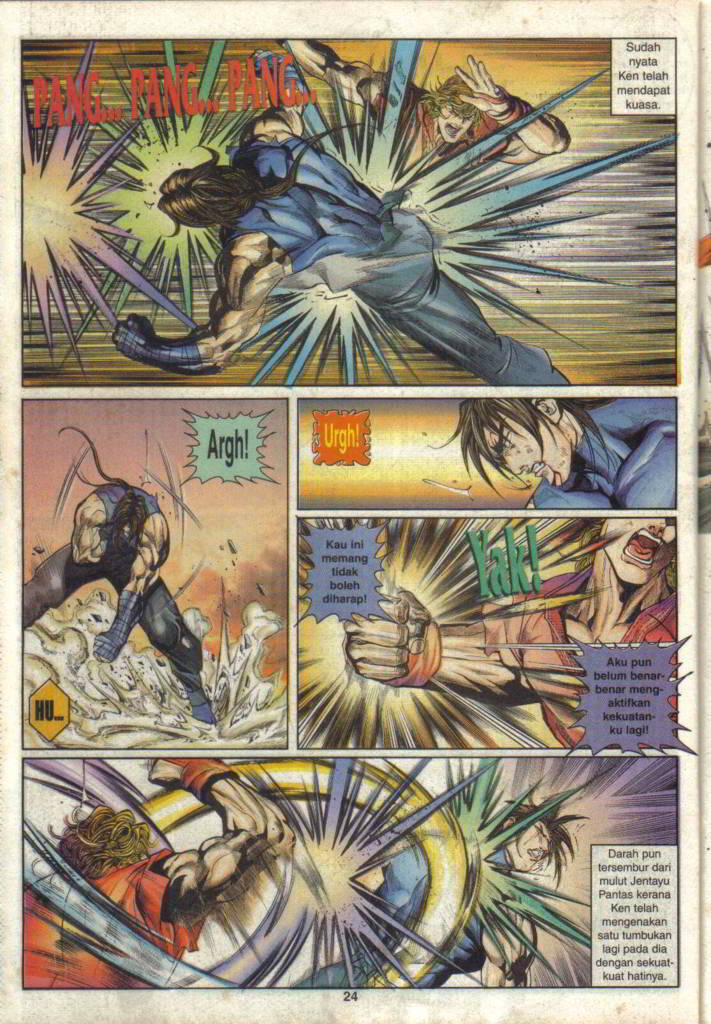 PANG... PANG... PANG...
Sudah
nyata
Ken telah
mendapat
kuasa.
Argh!
HU...
Urgh!
Kau ini
memang
tidak
boleh
diharap!
Yak!
Aku pun
belum benar-
benar meng-
aktifkan
kekuatan-
ku lagi!
Darah pun
tersembur dari
mulut Jentayu
Pantas kerana
Ken telah
mengenakan
satu tumbukan
lagi pada dia
dengan sekuat-
kuat hatinya.
24